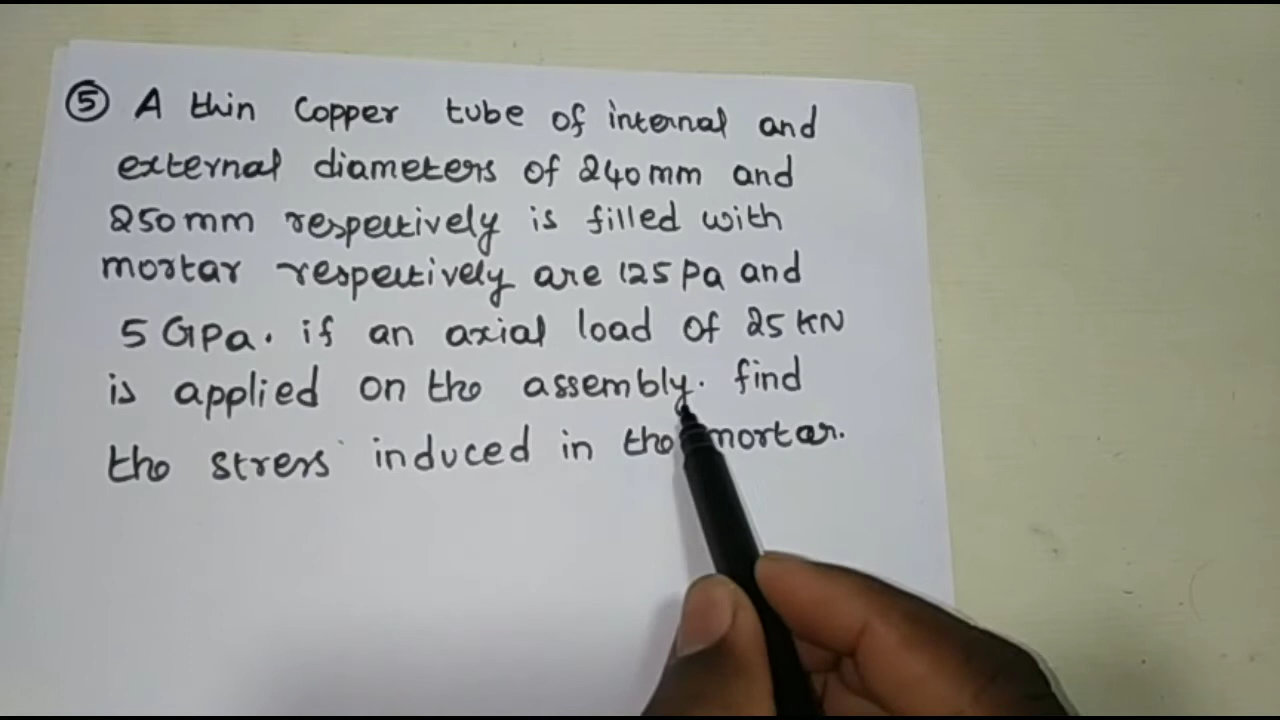 ⑤ A thin Copper tube of internal and
external diameters of 240mm and
250mm respectively is filled with
mortar respectively are 125pa and
5GPa. if an axial load of 25KN
is applied on the assembly. find
the stress induced in the mortar.